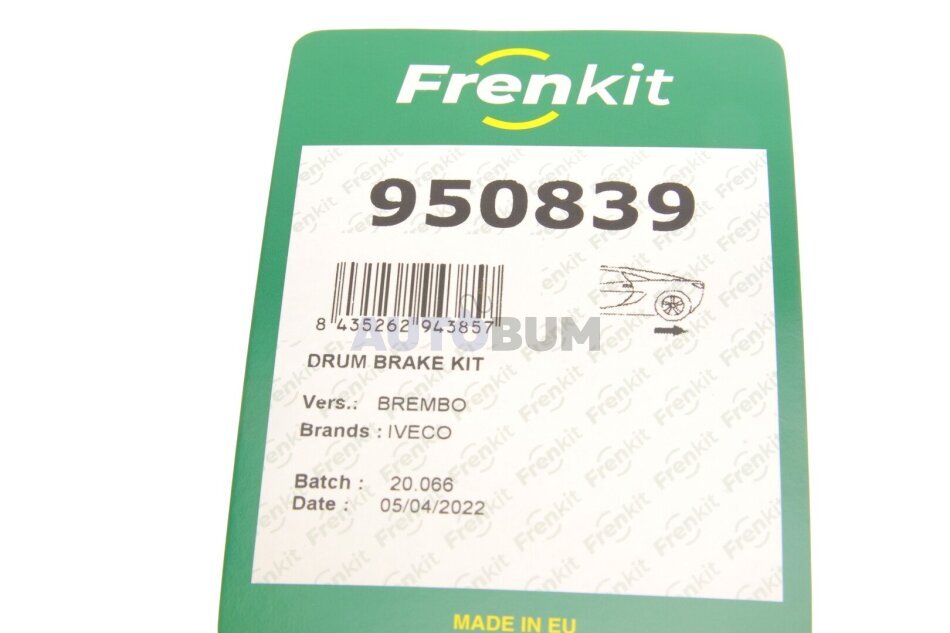 Frenkit
950839
8 435262 943857
AUTOBUM
DRUM BRAKE KIT
Vers.: BREMBO
Brands : IVECO
Batch : 20.066
Date : 05/04/2022
MADE IN EU